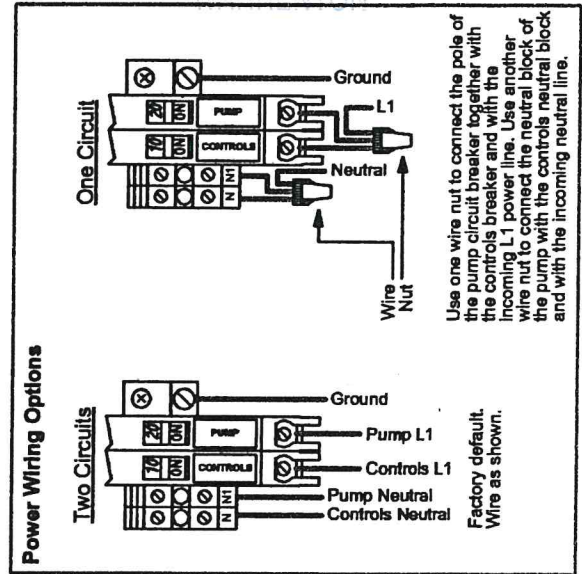 Power Wiring Options
Two Circuits
20
ON
PUMP
10
ON
CONTROLS
N1
N
Ground
Pump L1
Controls L1
Pump Neutral
Controls Neutral
Factory default.
Wire as shown.
One Circuit
20
ON
PUMP
10
ON
CONTROLS
N1
N
Ground
L1
Neutral
Wire
Nut
Use one wire nut to connect the pole of
the pump circuit breaker together with
the controls breaker and with the
incoming L1 power line. Use another
wire nut to connect the neutral block of
the pump with the controls neutral block
and with the incoming neutral line.